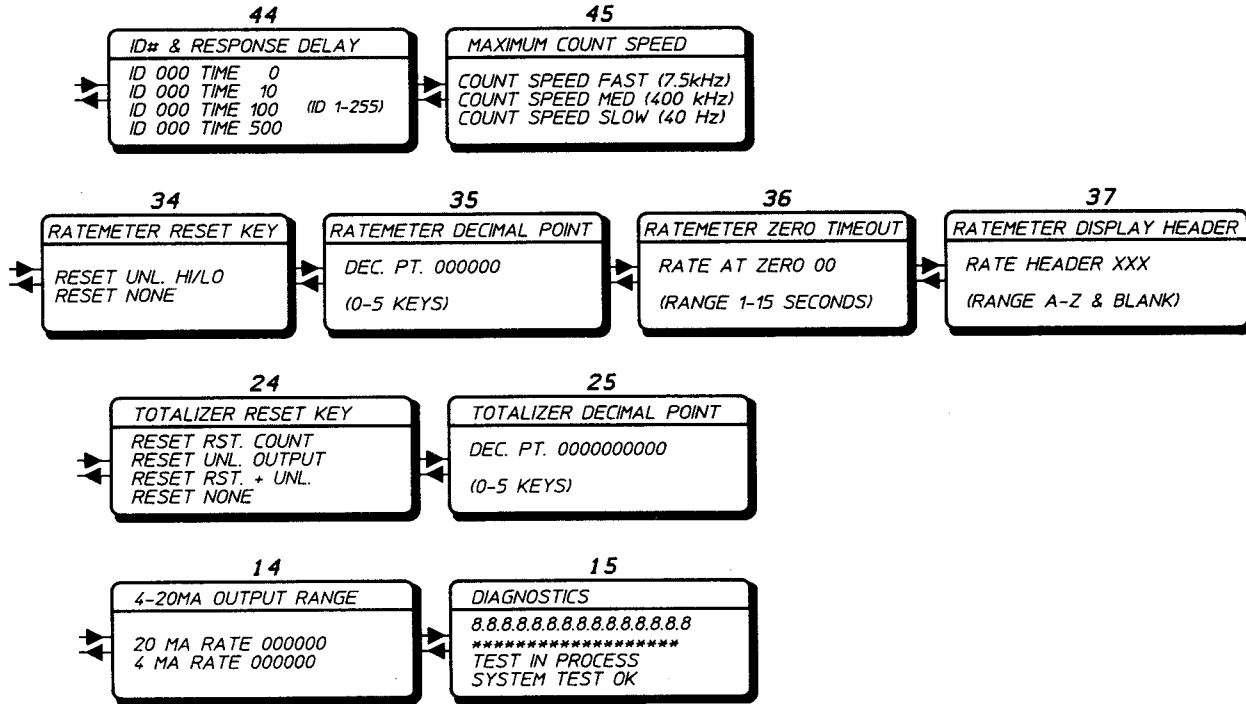 44
ID# & RESPONSE DELAY
ID 000 TIME 0
ID 000 TIME 10
ID 000 TIME 100 (ID 1-255)
ID 000 TIME 500
45
MAXIMUM COUNT SPEED
COUNT SPEED FAST (7.5kHz)
COUNT SPEED MED (400 kHz)
COUNT SPEED SLOW (40 Hz)
34
RATEMETER RESET KEY
RESET UNL. HI/LO
RESET NONE
35
RATEMETER DECIMAL POINT
DEC. PT. 000000
(0-5 KEYS)
36
RATEMETER ZERO TIMEOUT
RATE AT ZERO 00
(RANGE 1-15 SECONDS)
37
RATEMETER DISPLAY HEADER
RATE HEADER XXX
(RANGE A-Z & BLANK)
24
TOTALIZER RESET KEY
RESET RST. COUNT
RESET UNL. OUTPUT
RESET RST. + UNL.
RESET NONE
25
TOTALIZER DECIMAL POINT
DEC. PT. 0000000000
(0-5 KEYS)
14
4-20MA OUTPUT RANGE
20 MA RATE 000000
4 MA RATE 000000
15
DIAGNOSTICS
8.8.8.8.8.8.8.8.8.8.8.8.8.8.8.8
******************
TEST IN PROCESS
SYSTEM TEST OK